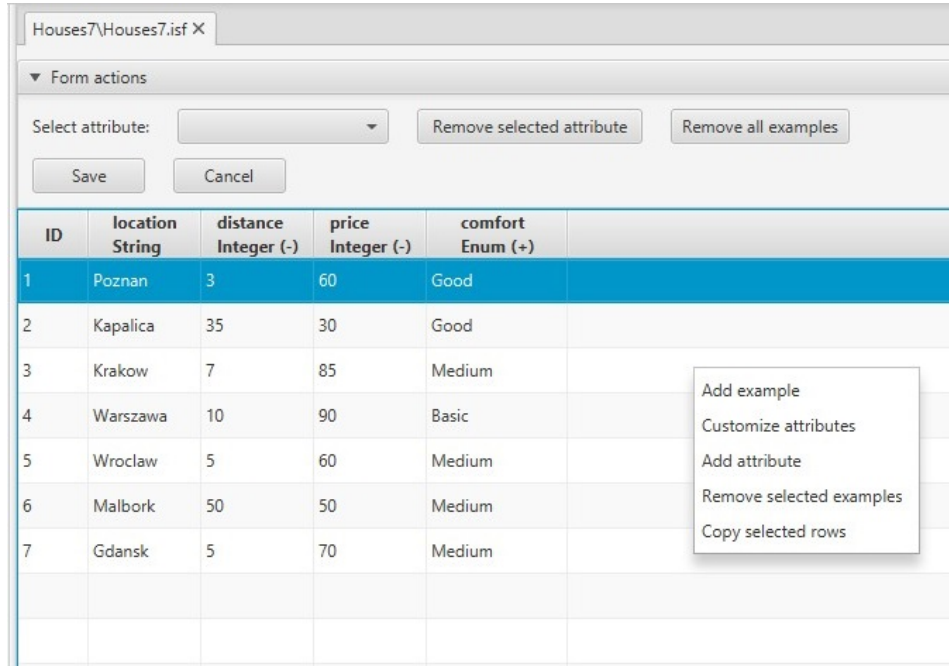 Houses7\Houses7.isf ×
Form actions
Select attribute: Remove selected attribute Remove all examples
Save Cancel
ID location String distance Integer (-) price Integer (-) comfort Enum (+)
1 Poznan 3 60 Good
2 Kapalica 35 30 Good
3 Krakow 7 85 Medium
4 Warszawa 10 90 Basic
5 Wroclaw 5 60 Medium
6 Malbork 50 50 Medium
7 Gdansk 5 70 Medium
Add example
Customize attributes
Add attribute
Remove selected examples
Copy selected rows